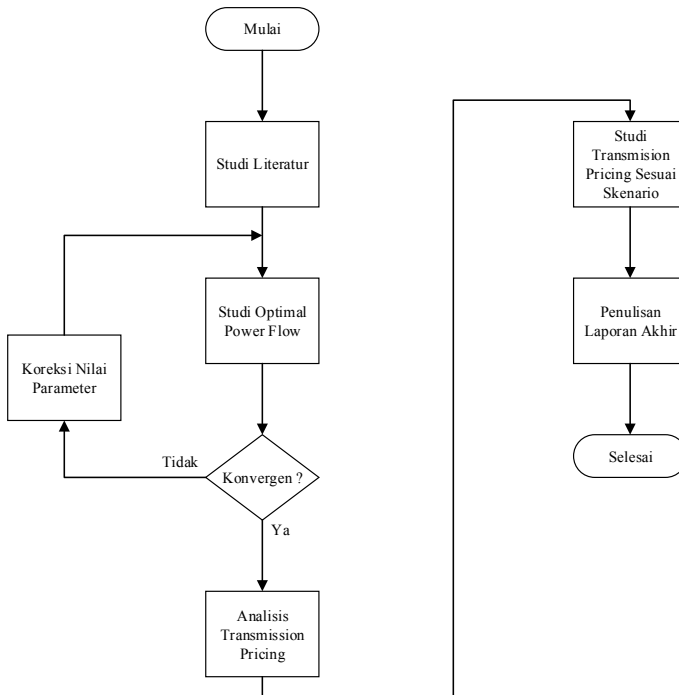 Mulai
Studi Literatur
Studi Optimal
Power Flow
Koreksi Nilai
Parameter
Tidak
Konvergen ?
Ya
Analisis
Transmission
Pricing
Studi
Transmision
Pricing Sesuai
Skenario
Penulisan
Laporan Akhir
Selesai